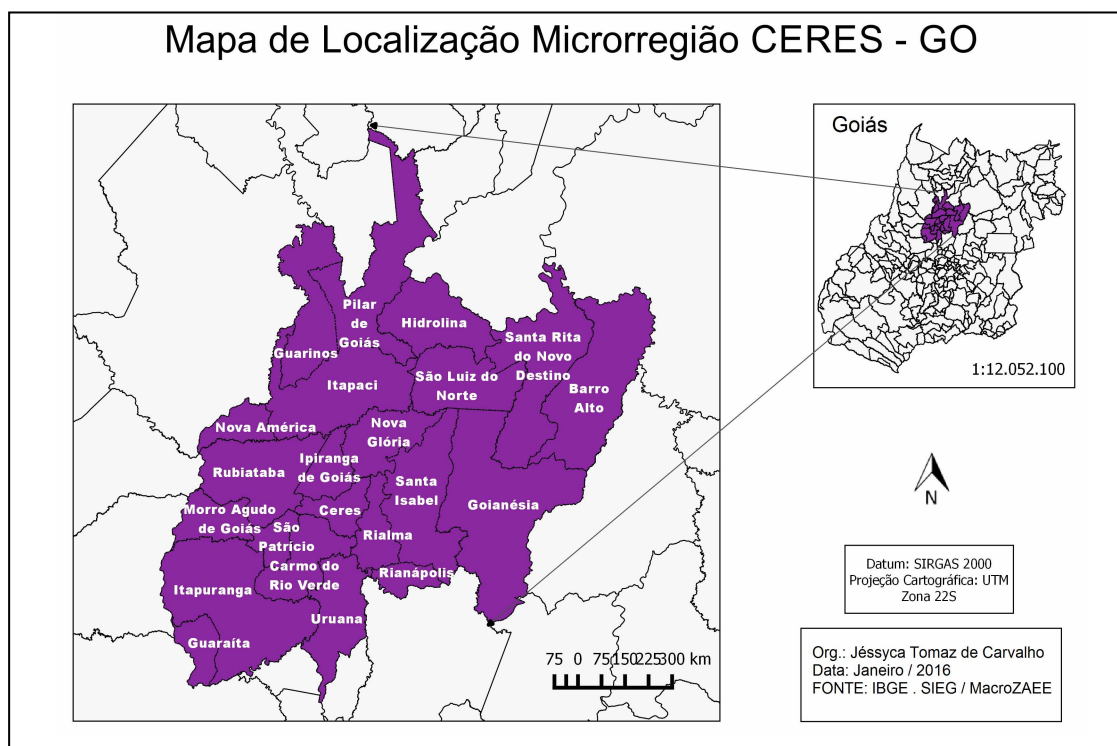 Mapa de Localização Microrregião CERES - GO
Goiás
1:12.052.100
Pilar
de
Goiás
Hidrolina
Guarinos
Santa Rita
do Novo
Destino
Itapaci
São Luiz do
Norte
Barro
Alto
Nova América
Nova
Glória
Rubiataba
Ipiranga
de Goiás
Santa
Isabel
Goianésia
Morro Agudo
de Goiás
Ceres
São
Patrício
Rialma
Carmo do
Rio Verde
Rianápolis
Itapuranga
Uruana
Guaraíta
N
75 0 75 150 225 300 km
Datum: SIRGAS 2000
Projeção Cartográfica: UTM
Zona 22S
Org.: Jéssyca Tomaz de Carvalho
Data: Janeiro / 2016
FONTE: IBGE . SIEG / MacroZAEE